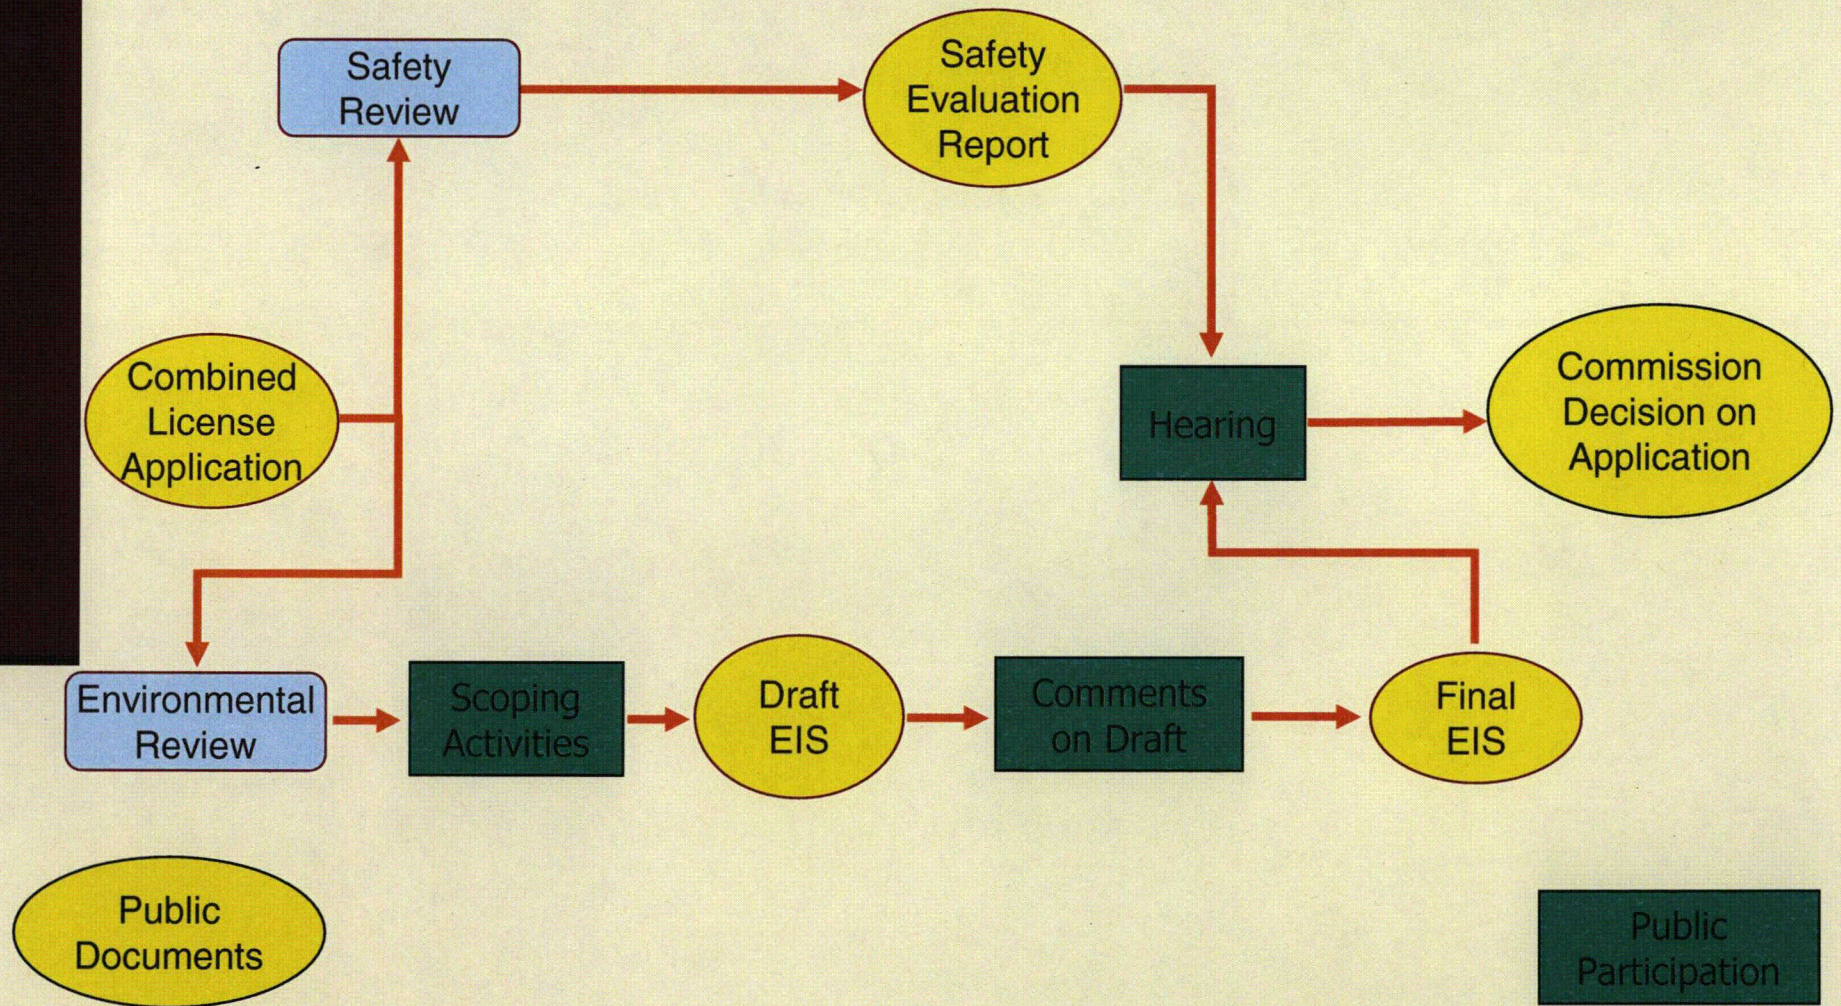 Safety
Review
Safety
Evaluation
Report
Combined
License
Application
Hearing
Commission
Decision on
Application
Environmental
Review
Scoping
Activities
Draft
EIS
Comments
on Draft
Final
EIS
Public
Documents
Public
Participation